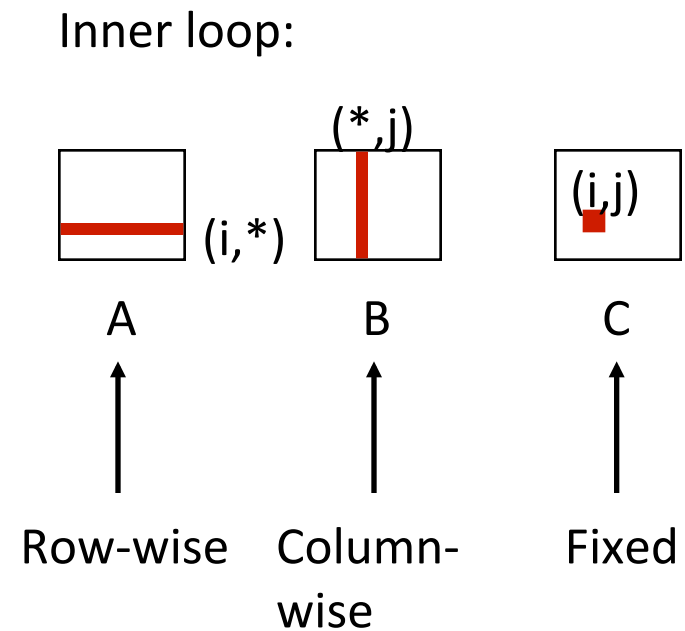 Inner loop:
(*,j)
(i,j)
(i,*)
A B C
Row-wise Column-
wise Fixed